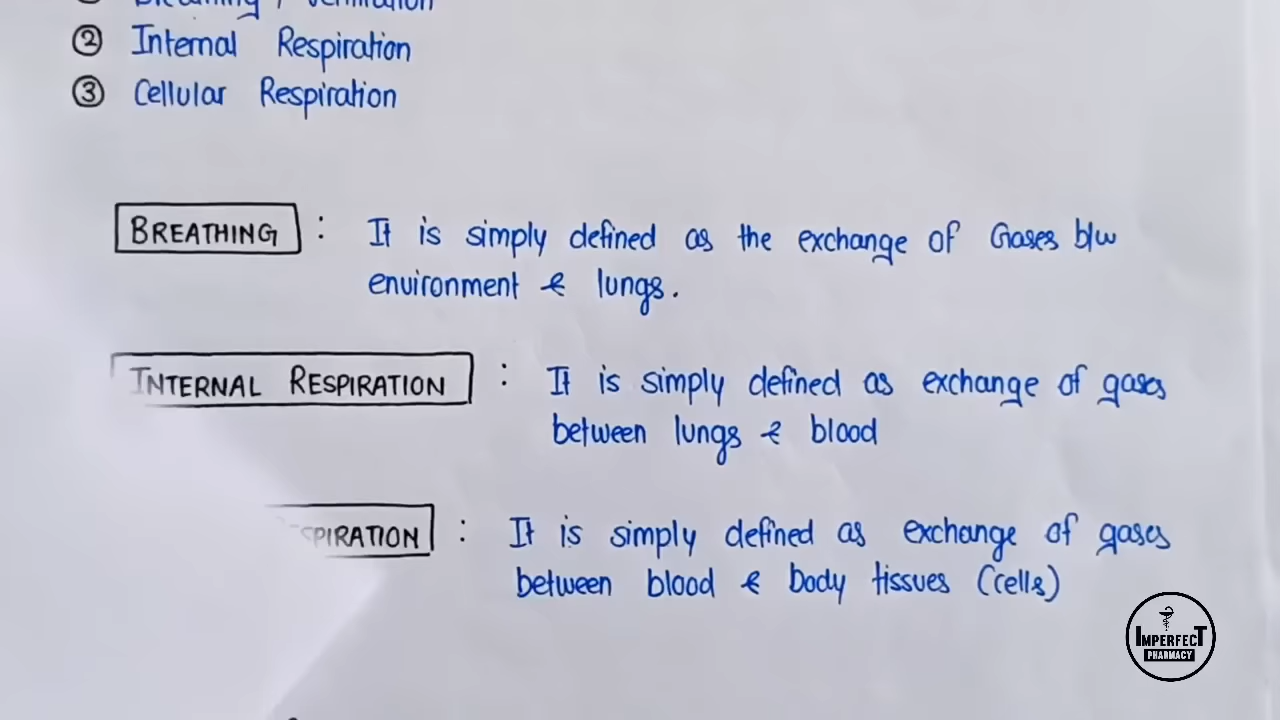 ② Internal Respiration
③ Cellular Respiration
BREATHING : It is simply defined as the exchange of Gases b/w
environment & lungs.
INTERNAL RESPIRATION : It is simply defined as exchange of gases
between lungs & blood
: It is simply defined as exchange of gases
between blood & body tissues (cells)
IMPERFECT
PHARMACY